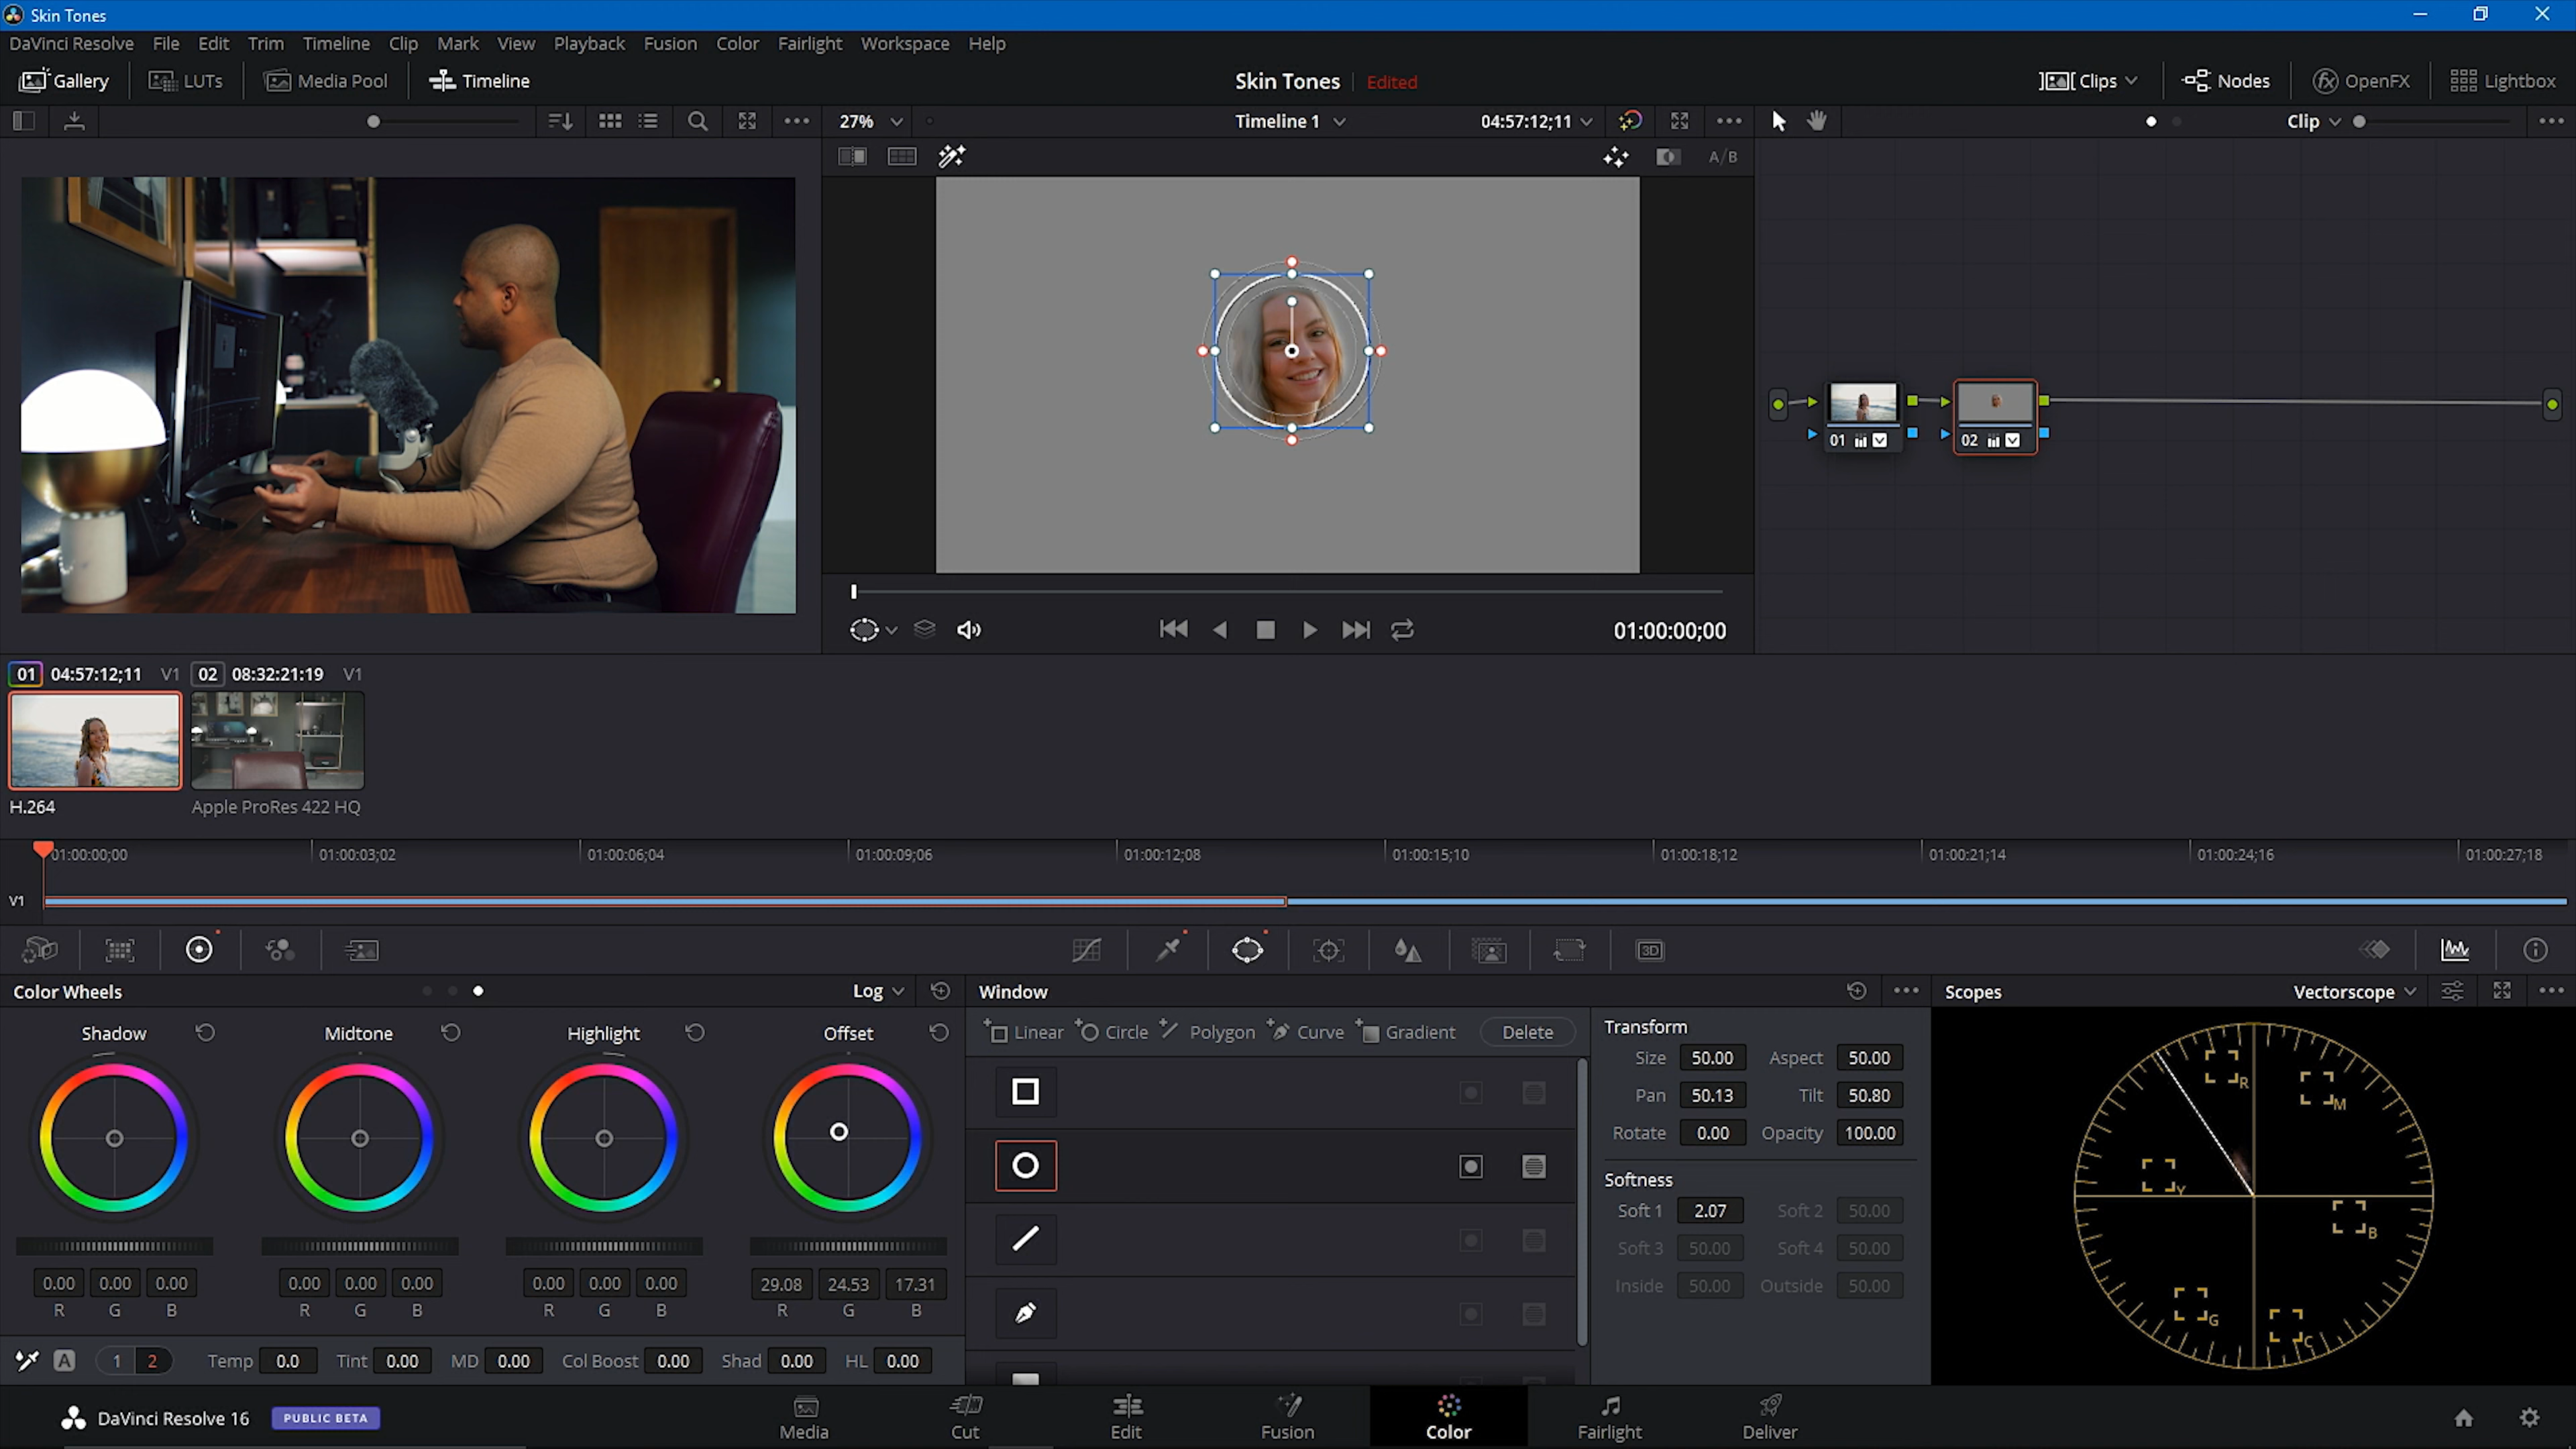 Skin Tones
DaVinci Resolve File Edit Trim Timeline Clip Mark View Playback Fusion Color Fairlight Workspace Help
Gallery LUTs Media Pool Timeline Skin Tones Edited Clips Nodes OpenFX Lightbox
27% Timeline 1 04:57:12;11 Clip
A/B
01 02
01:00:00;00
01 04:57:12;11 V1 02 08:32:21:19 V1
H.264 Apple ProRes 422 HQ
01:00:00;00 01:00:03;02 01:00:06;04 01:00:09;06 01:00:12;08 01:00:15;10 01:00:18;12 01:00:21;14 01:00:24;16 01:00:27;18
V1
3D
Color Wheels Log Window Scopes Vectorscope
Shadow Midtone Highlight Offset
Linear Circle Polygon Curve Gradient Delete
Transform
Size 50.00 Aspect 50.00
Pan 50.13 Tilt 50.80
Rotate 0.00 Opacity 100.00
Softness
Soft 1 2.07 Soft 2 50.00
Soft 3 50.00 Soft 4 50.00
Inside 50.00 Outside 50.00
R
M
Y
B
G
C
0.00 0.00 0.00 0.00 0.00 0.00 0.00 0.00 0.00 29.08 24.53 17.31
R G B R G B R G B R G B
A 1 2 Temp 0.0 Tint 0.00 MD 0.00 Col Boost 0.00 Shad 0.00 HL 0.00
DaVinci Resolve 16 PUBLIC BETA Media Cut Edit Fusion Color Fairlight Deliver